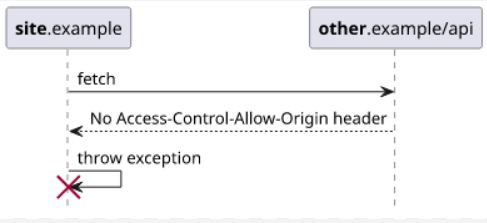 site.example
other.example/api
fetch
No Access-Control-Allow-Origin header
throw exception